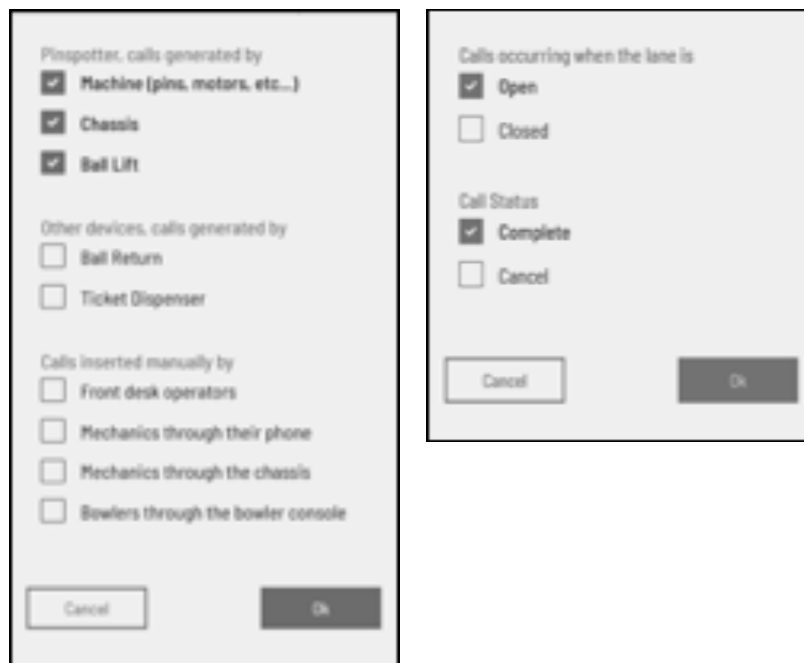 Pinspotter, calls generated by
Machine (pins, motors, etc...)
Chassis
Ball Lift
Other devices, calls generated by
Ball Return
Ticket Dispenser
Calls inserted manually by
Front desk operators
Mechanics through their phone
Mechanics through the chassis
Bowlers through the bowler console
Cancel
Ok
Calls occurring when the lane is
Open
Closed
Call Status
Complete
Cancel
Cancel
Ok